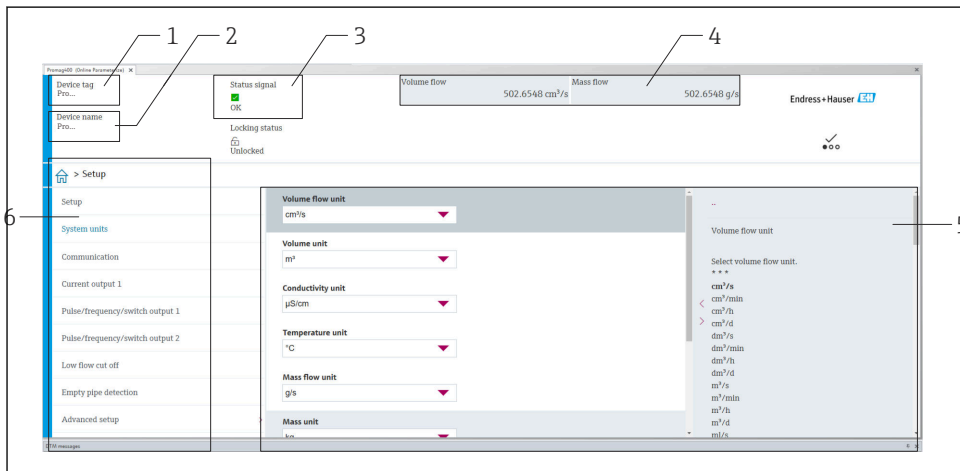 1 2 3 4
Promag400 (Online Parameterize) ×
Device tag
Pro...
Status signal
OK
Volume flow
502.6548 cm³/s
Mass flow
502.6548 g/s
Endress+Hauser EH
Device name
Pro...
Locking status
Unlocked
> Setup
Setup
System units
Communication
Current output 1
Pulse/frequency/switch output 1
Pulse/frequency/switch output 2
Low flow cut off
Empty pipe detection
Advanced setup >
6
Volume flow unit
cm³/s
Volume unit
m³
Conductivity unit
µS/cm
Temperature unit
°C
Mass flow unit
g/s
Mass unit
kg
..
Volume flow unit
5
Select volume flow unit.
* * *
cm³/s
cm³/min
cm³/h
cm³/d
dm³/s
dm³/min
dm³/h
dm³/d
m³/s
m³/min
m³/h
m³/d
ml/s
DTM messages